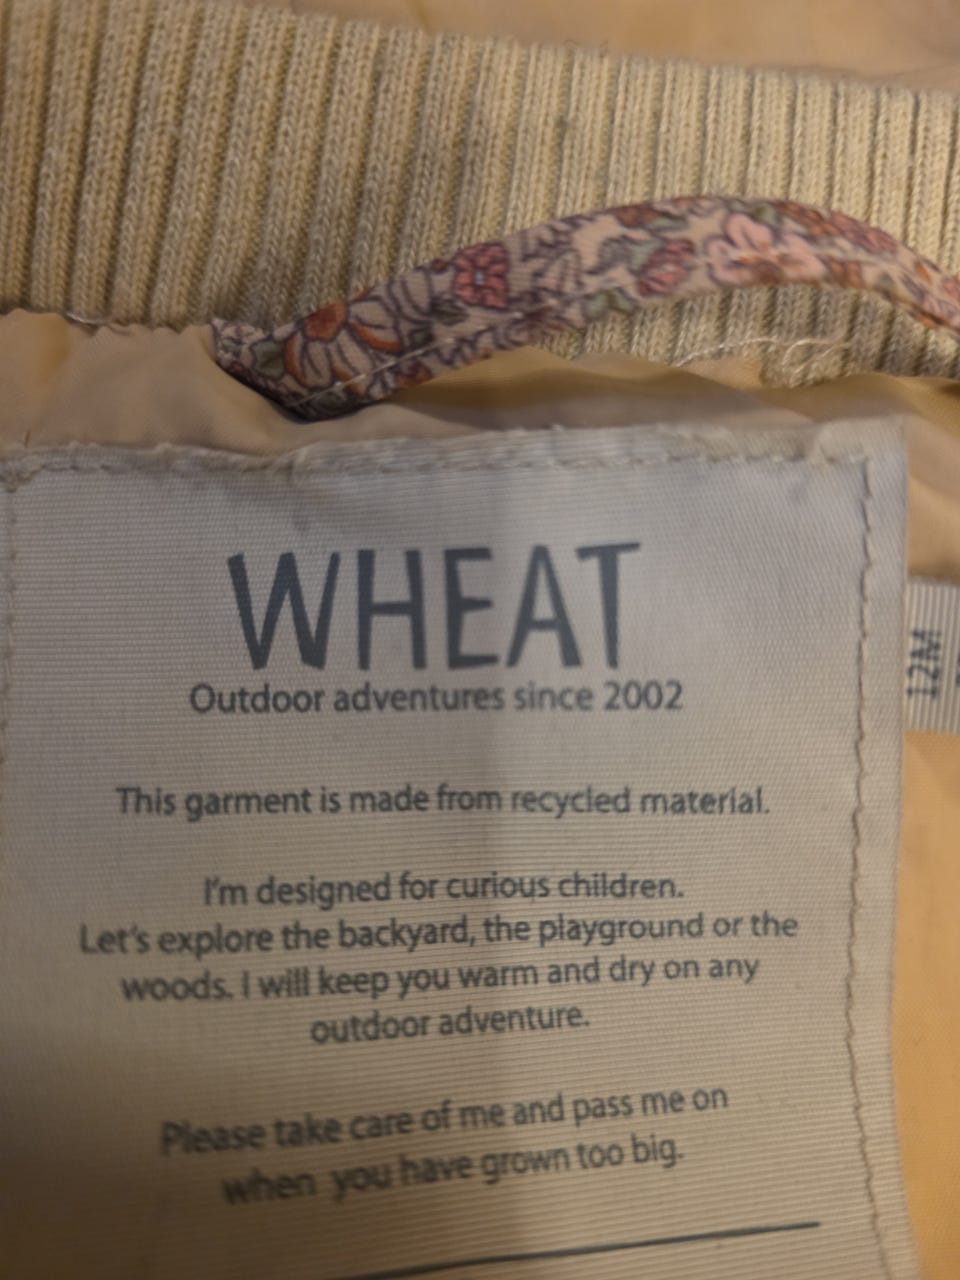 WHEAT
Outdoor adventures since 2002
This garment is made from recycled material.
I'm designed for curious children.
Let's explore the backyard, the playground or the
woods. I will keep you warm and dry on any
outdoor adventure.
Please take care of me and pass me on
when you have grown too big.
12M